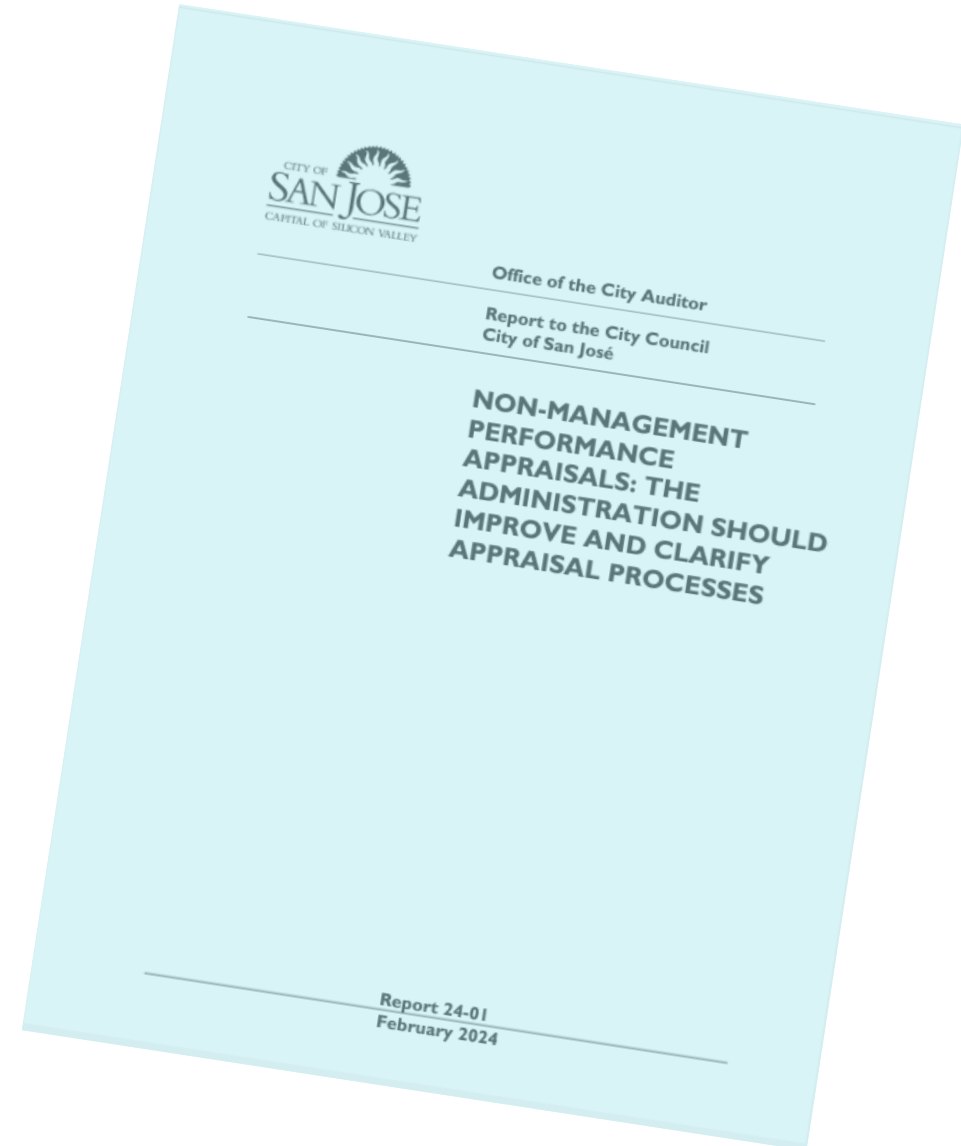 CITY OF
SAN JOSE
CAPITAL OF SILICON VALLEY
Office of the City Auditor
Report to the City Council
City of San José
NON-MANAGEMENT
PERFORMANCE
APPRAISALS: THE
ADMINISTRATION SHOULD
IMPROVE AND CLARIFY
APPRAISAL PROCESSES
Report 24-01
February 2024